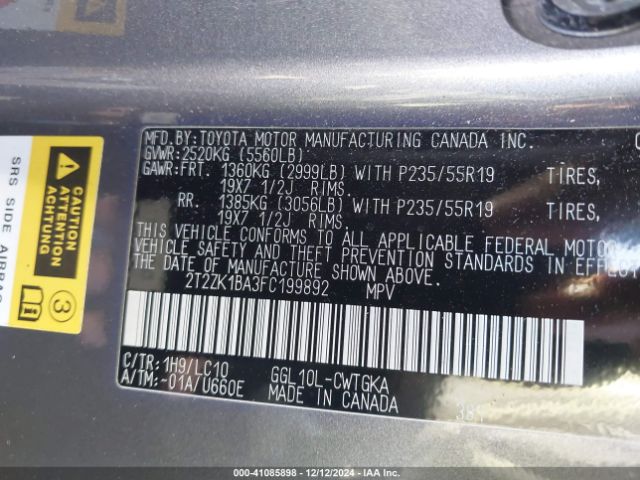 MFD.BY:TOYOTA MOTOR MANUFACTURING CANADA INC.
GVWR:2520KG (5560LB)
GAWR:FRT. 1360KG (2999LB) WITH P235/55R19 TIRES,
19X7 1/2J RIMS.
RR. 1385KG (3056LB) WITH P235/55R19 TIRES,
19X7 1/2J RIMS.
THIS VEHICLE CONFORMS TO ALL APPLICABLE FEDERAL MOTOR
VEHICLE SAFETY AND THEFT PREVENTION STANDARDS IN EFFECT
THE DATE OF MANUFACTURE SHOWN ABOVE.
2T2ZK1BA3FC199892 MPV
C/TR:1H9/LC10 GGL10L-CWTGKA
A/TM:-01A/U660E MADE IN CANADA
SRS SIDE AIRBAG
3
000-41085898 - 12/12/2024 - IAAI, Inc.